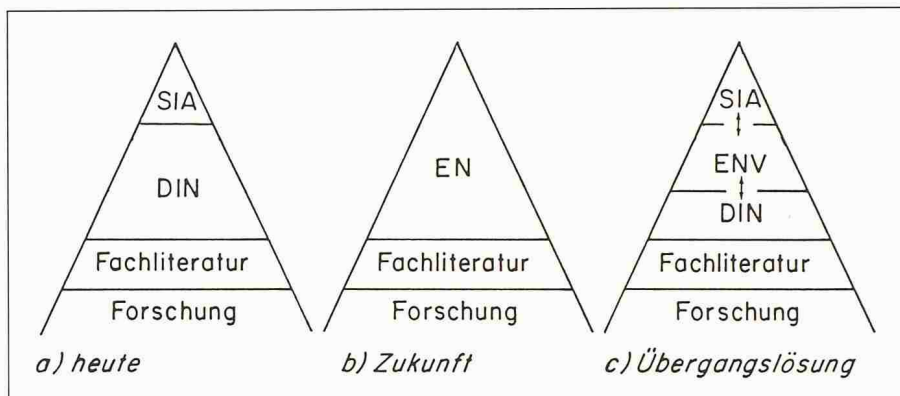 SIA
DIN
Fachliteratur
Forschung
a) heute
EN
Fachliteratur
Forschung
b) Zukunft
SIA
ENV
DIN
Fachliteratur
Forschung
c) Übergangslösung